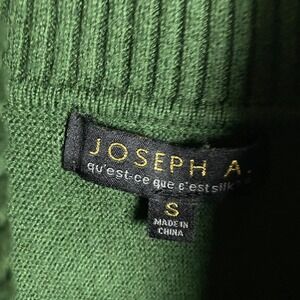 JOSEPH A.
qu'est-ce que c'est silk
S
MADE IN
CHINA